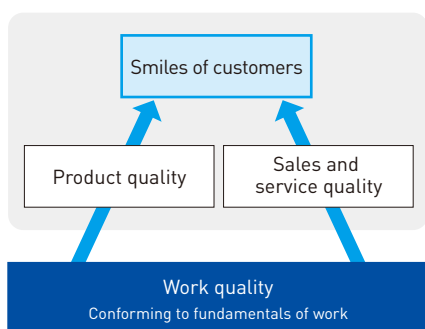 Smiles of customers
Product quality
Sales and
service quality
Work quality
Conforming to fundamentals of work